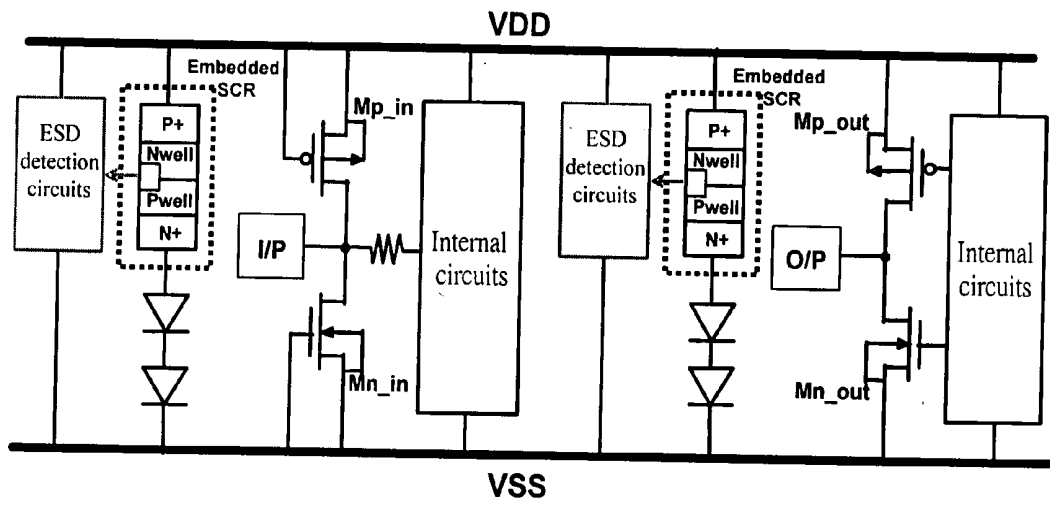 VDD
Embedded
SCR
ESD
detection
circuits
P+
Nwell
Pwell
N+
Mp_in
I/P
Mn_in
Internal
circuits
ESD
detection
circuits
Embedded
SCR
P+
Nwell
Pwell
N+
Mp_out
O/P
Mn_out
Internal
circuits
VSS